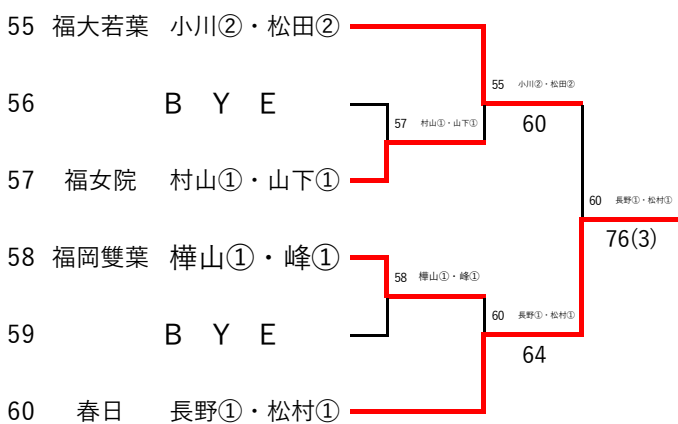 55 福大若葉 小川②・松田②
55 小川②・松田②
56 B Y E
60
57 村山①・山下①
57 福女院 村山①・山下①
60 長野①・松村①
76(3)
58 福岡雙葉 樺山①・峰①
58 樺山①・峰①
60 長野①・松村①
59 B Y E
64
60 春日 長野①・松村①